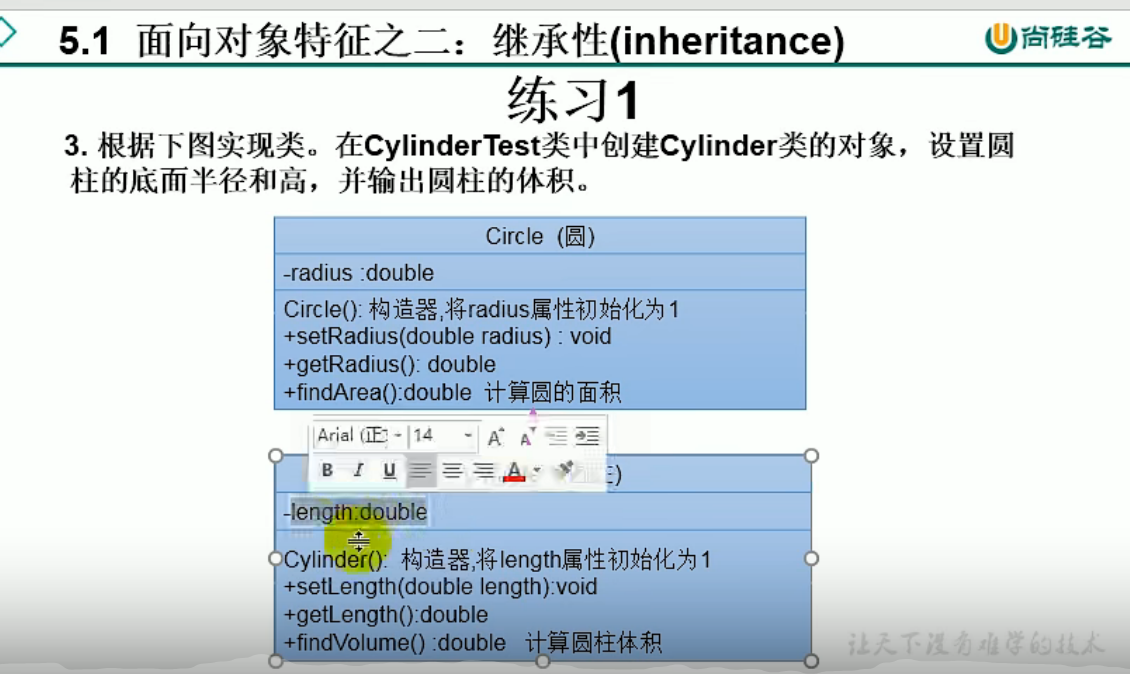 5.1 面向对象特征之二：继承性(inheritance)
尚硅谷
练习1
3. 根据下图实现类。在CylinderTest类中创建Cylinder类的对象，设置圆
柱的底面半径和高，并输出圆柱的体积。
Circle (圆)
-radius :double
Circle(): 构造器,将radius属性初始化为1
+setRadius(double radius) : void
+getRadius(): double
+findArea():double 计算圆的面积
Arial (正 14 A A
B I U A
)
-length:double
Cylinder(): 构造器,将length属性初始化为1
+setLength(double length):void
+getLength():double
+findVolume() :double 计算圆柱体积
让天下没有难学的技术